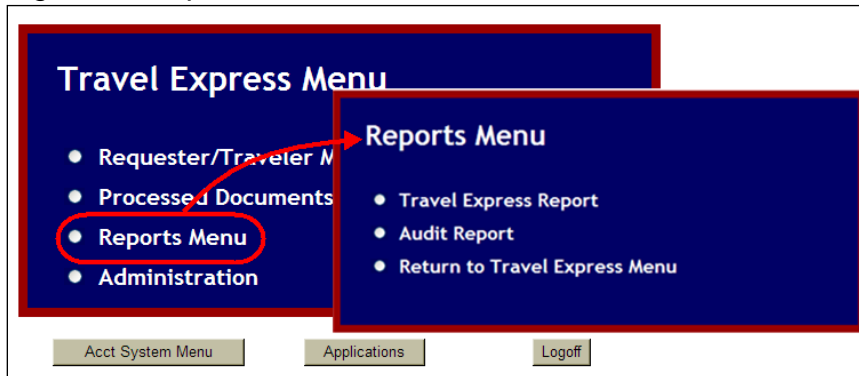 Travel Express Menu
Requester/Traveler M
Processed Documents
Reports Menu
Administration
Reports Menu
Travel Express Report
Audit Report
Return to Travel Express Menu
Acct System Menu
Applications
Logoff